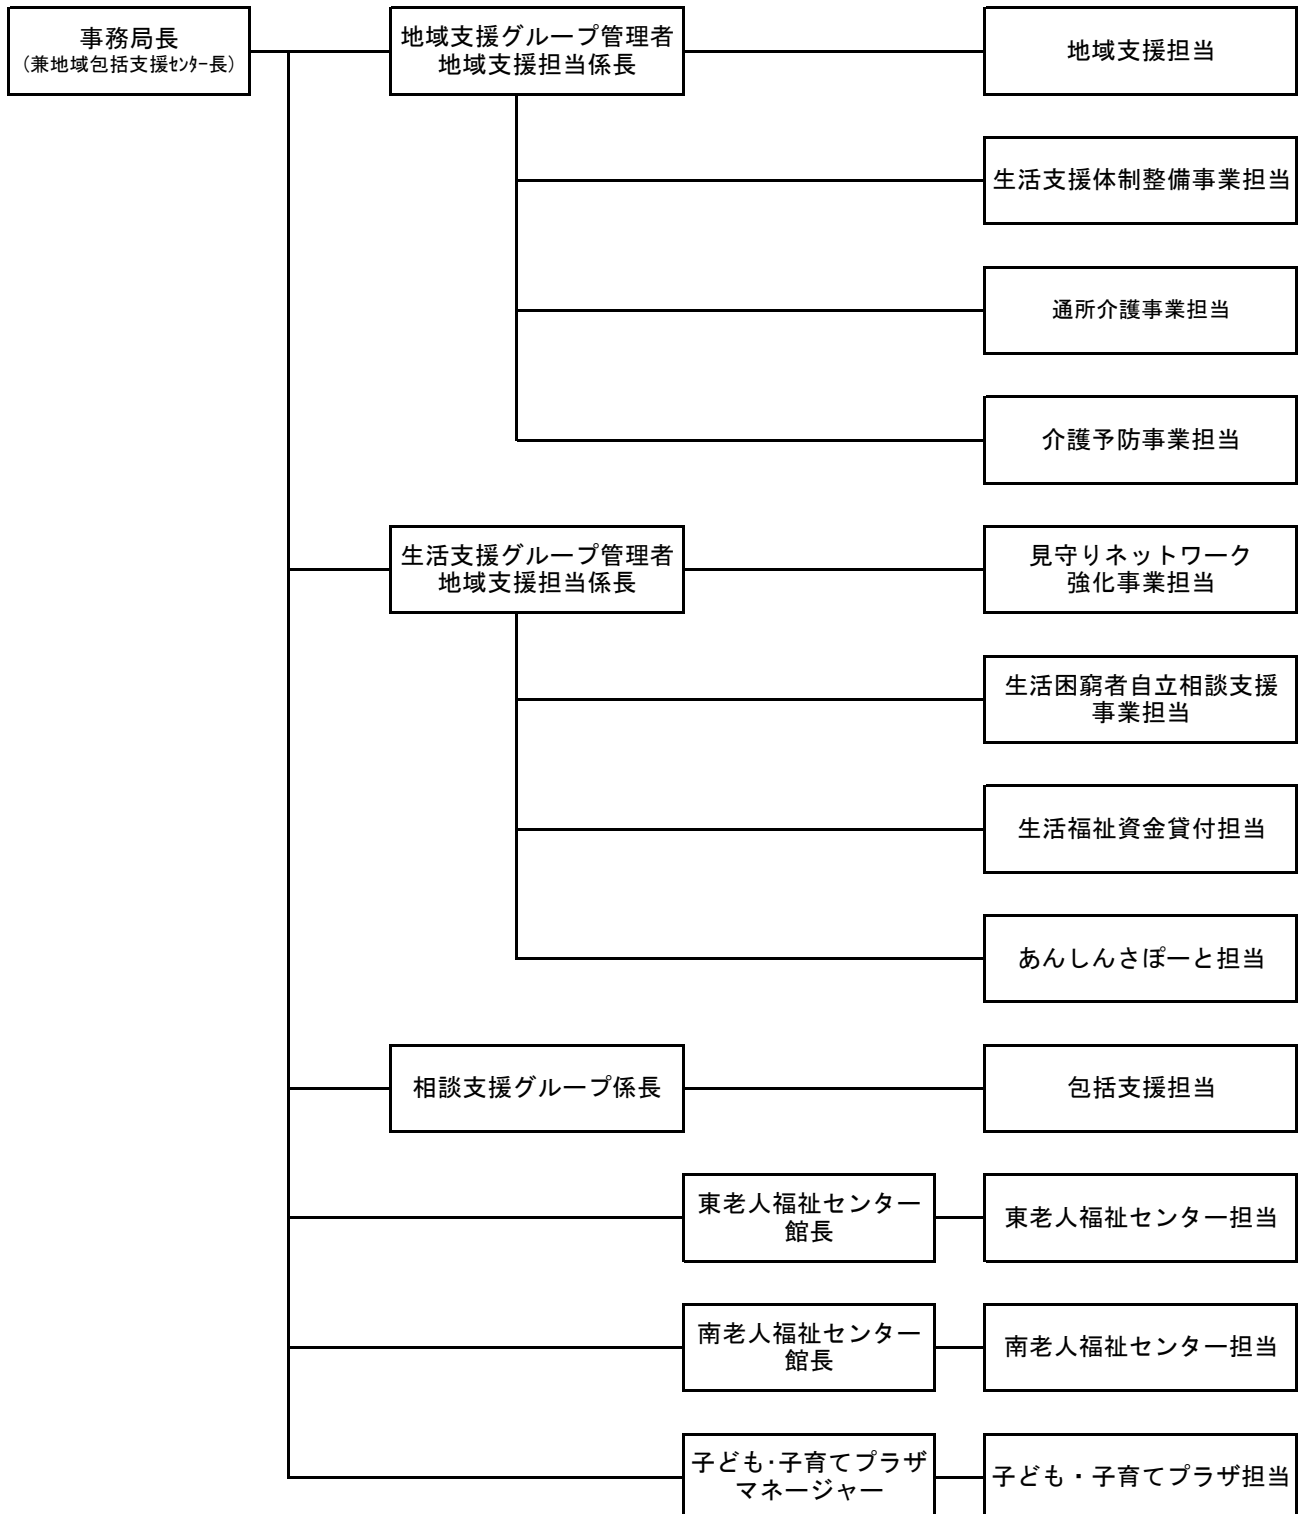 事務局長
（兼地域包括支援ｾﾝﾀｰ長）
地域支援グループ管理者
地域支援担当係長
地域支援担当
生活支援体制整備事業担当
通所介護事業担当
介護予防事業担当
生活支援グループ管理者
地域支援担当係長
見守りネットワーク
強化事業担当
生活困窮者自立相談支援
事業担当
生活福祉資金貸付担当
あんしんさぽーと担当
相談支援グループ係長
包括支援担当
東老人福祉センター
館長
東老人福祉センター担当
南老人福祉センター
館長
南老人福祉センター担当
子ども・子育てプラザ
マネージャー
子ども・子育てプラザ担当